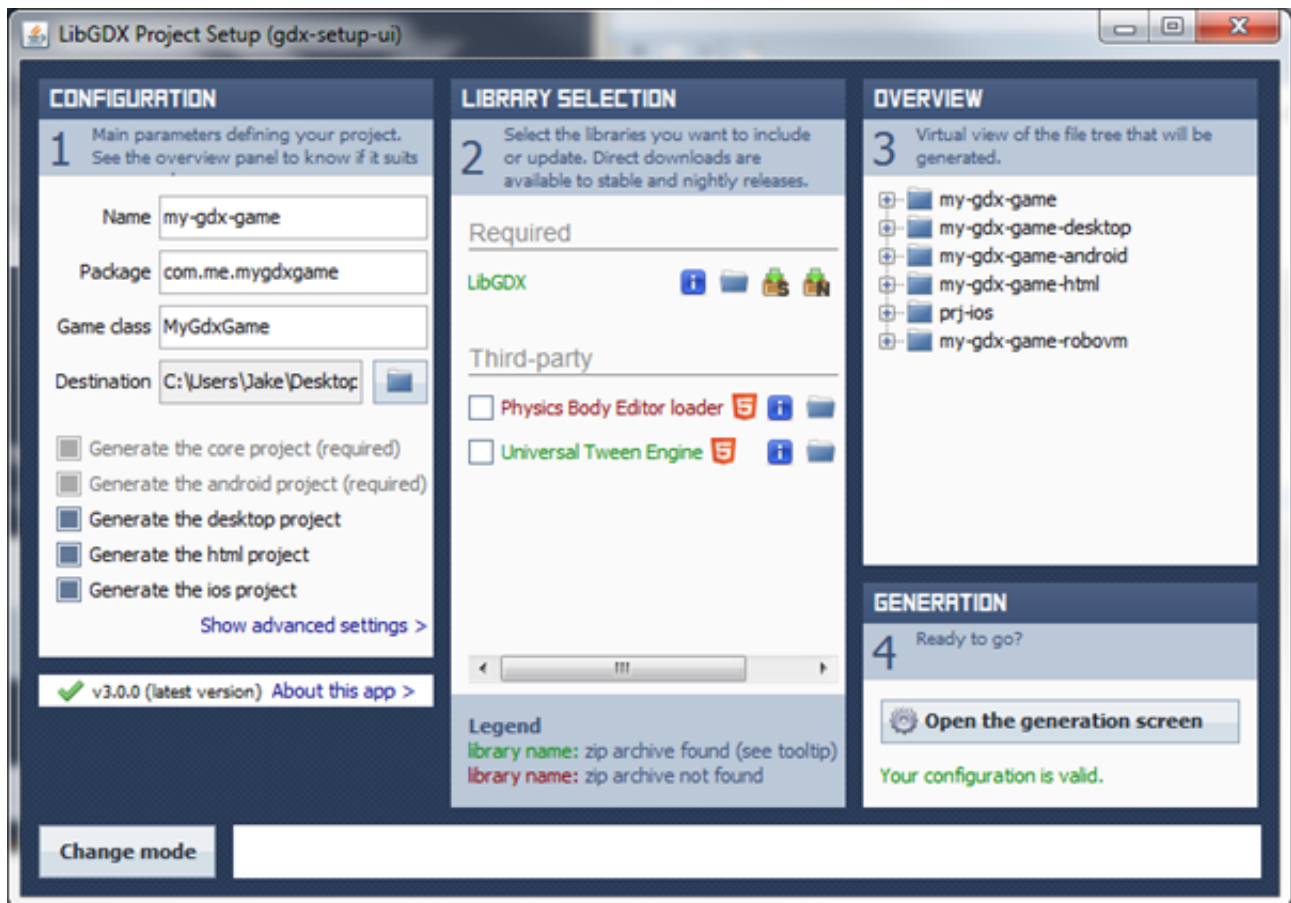 LibGDX Project Setup (gdx-setup-ui)
CONFIGURATION
1
Main parameters defining your project.
See the overview panel to know if it suits
Name my-gdx-game
Package com.me.mygdxgame
Game class MyGdxGame
Destination C:\Users\Jake\Desktop
Generate the core project (required)
Generate the android project (required)
Generate the desktop project
Generate the html project
Generate the ios project
Show advanced settings >
v3.0.0 (latest version) About this app >
LIBRARY SELECTION
2
Select the libraries you want to include
or update. Direct downloads are
available to stable and nightly releases.
Required
LibGDX
S N
Third-party
Physics Body Editor loader
Universal Tween Engine
Legend
library name: zip archive found (see tooltip)
library name: zip archive not found
OVERVIEW
3
Virtual view of the file tree that will be
generated.
my-gdx-game
my-gdx-game-desktop
my-gdx-game-android
my-gdx-game-html
prj-ios
my-gdx-game-robovm
GENERATION
4
Ready to go?
Open the generation screen
Your configuration is valid.
Change mode